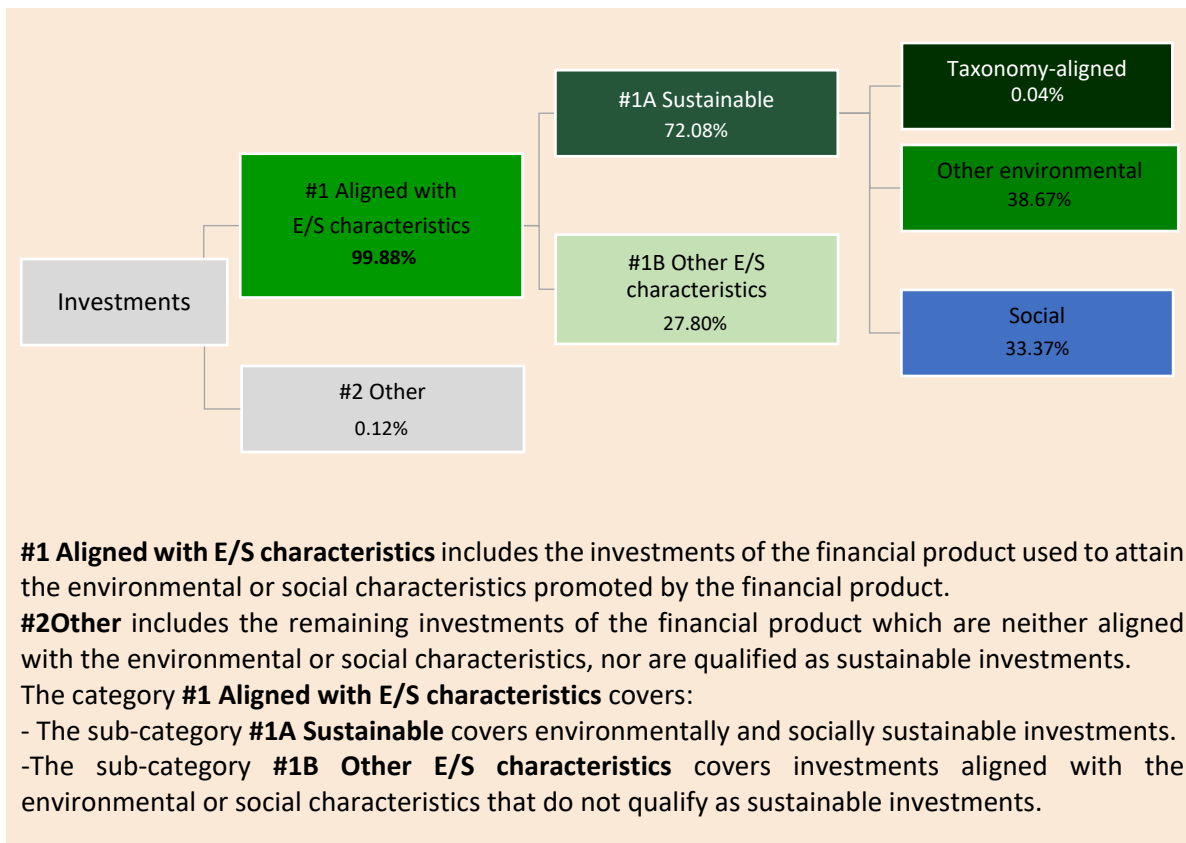 Investments
#1 Aligned with
E/S characteristics
99.88%
#2 Other
0.12%
#1A Sustainable
72.08%
#1B Other E/S
characteristics
27.80%
Taxonomy-aligned
0.04%
Other environmental
38.67%
Social
33.37%
#1 Aligned with E/S characteristics includes the investments of the financial product used to attain
the environmental or social characteristics promoted by the financial product.
#2Other includes the remaining investments of the financial product which are neither aligned
with the environmental or social characteristics, nor are qualified as sustainable investments.
The category #1 Aligned with E/S characteristics covers:
- The sub-category #1A Sustainable covers environmentally and socially sustainable investments.
-The sub-category #1B Other E/S characteristics covers investments aligned with the
environmental or social characteristics that do not qualify as sustainable investments.